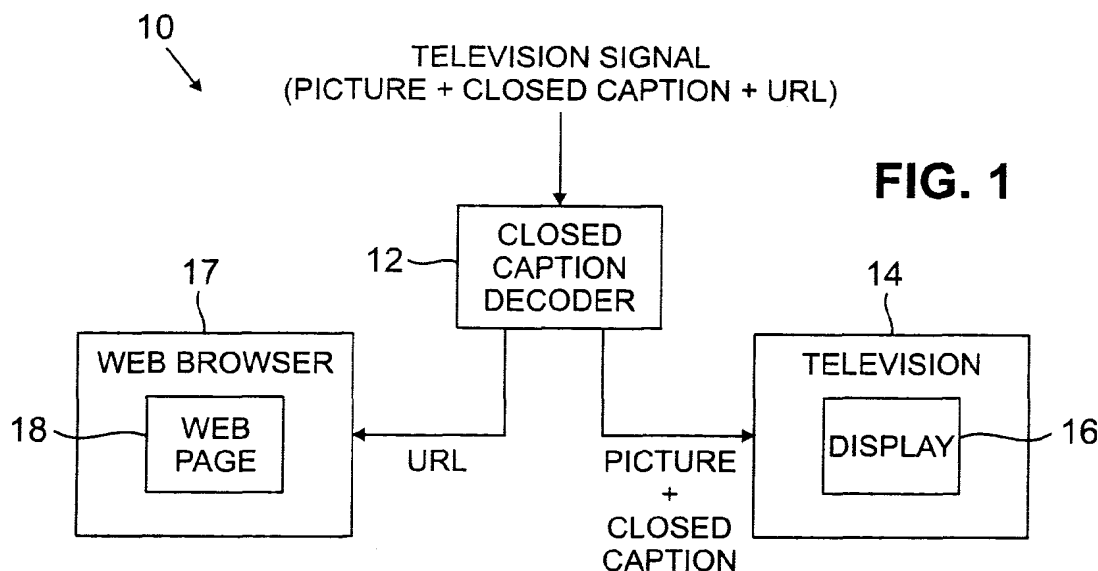 10
TELEVISION SIGNAL
(PICTURE + CLOSED CAPTION + URL)
FIG. 1
12
CLOSED
CAPTION
DECODER
17
WEB BROWSER
18
WEB
PAGE
URL
PICTURE
+
CLOSED
CAPTION
14
TELEVISION
DISPLAY
16